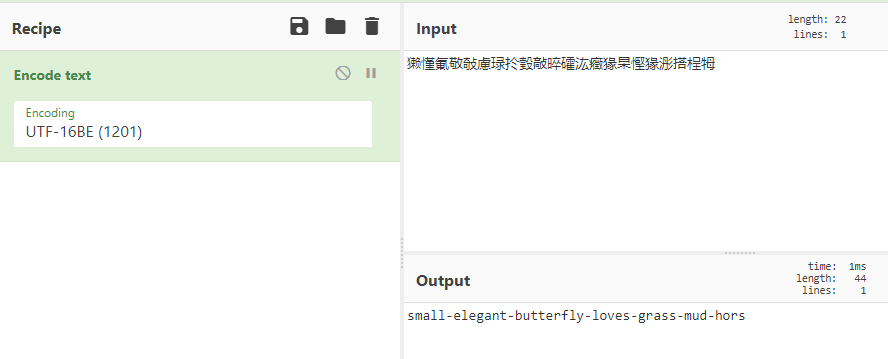 Recipe
Encode text
Encoding
UTF-16BE (1201)
Input
length: 22
lines: 1
獭慬氭敬敧慮琭扵瑴敲晬礭汯癥猭杲慳猭浵搭桯牳
Output
time: 1ms
length: 44
lines: 1
small-elegant-butterfly-loves-grass-mud-hors